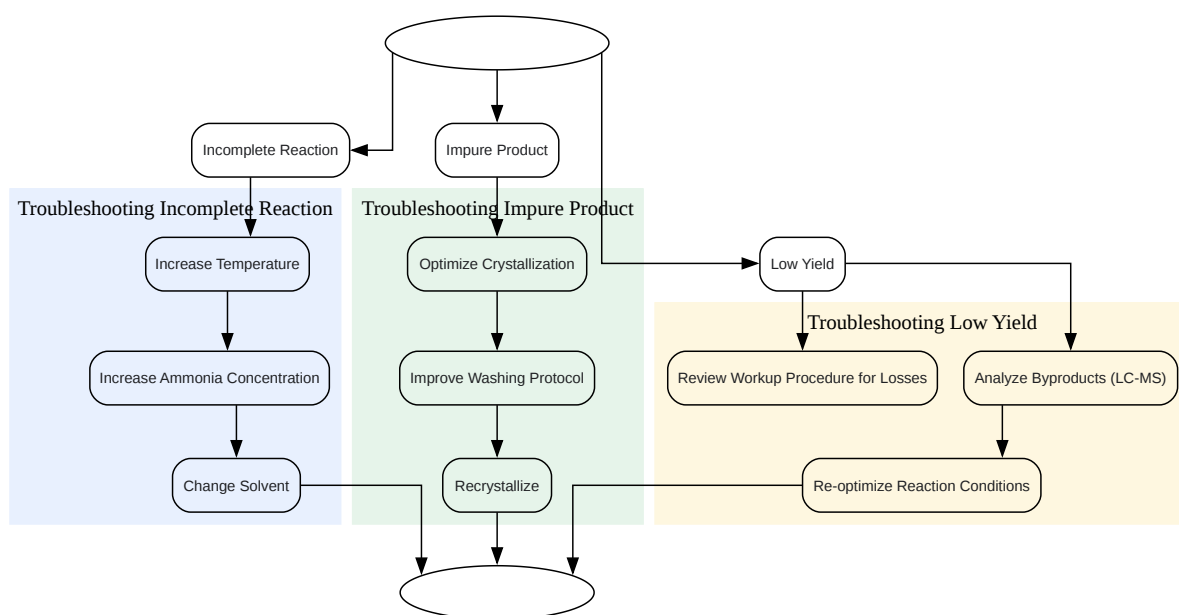 Incomplete Reaction
Impure Product
Troubleshooting Incomplete Reaction
Troubleshooting Impure Product
Increase Temperature
Optimize Crystallization
Low Yield
Troubleshooting Low Yield
Increase Ammonia Concentration
Improve Washing Protocol
Review Workup Procedure for Losses
Analyze Byproducts (LC-MS)
Change Solvent
Recrystallize
Re-optimize Reaction Conditions